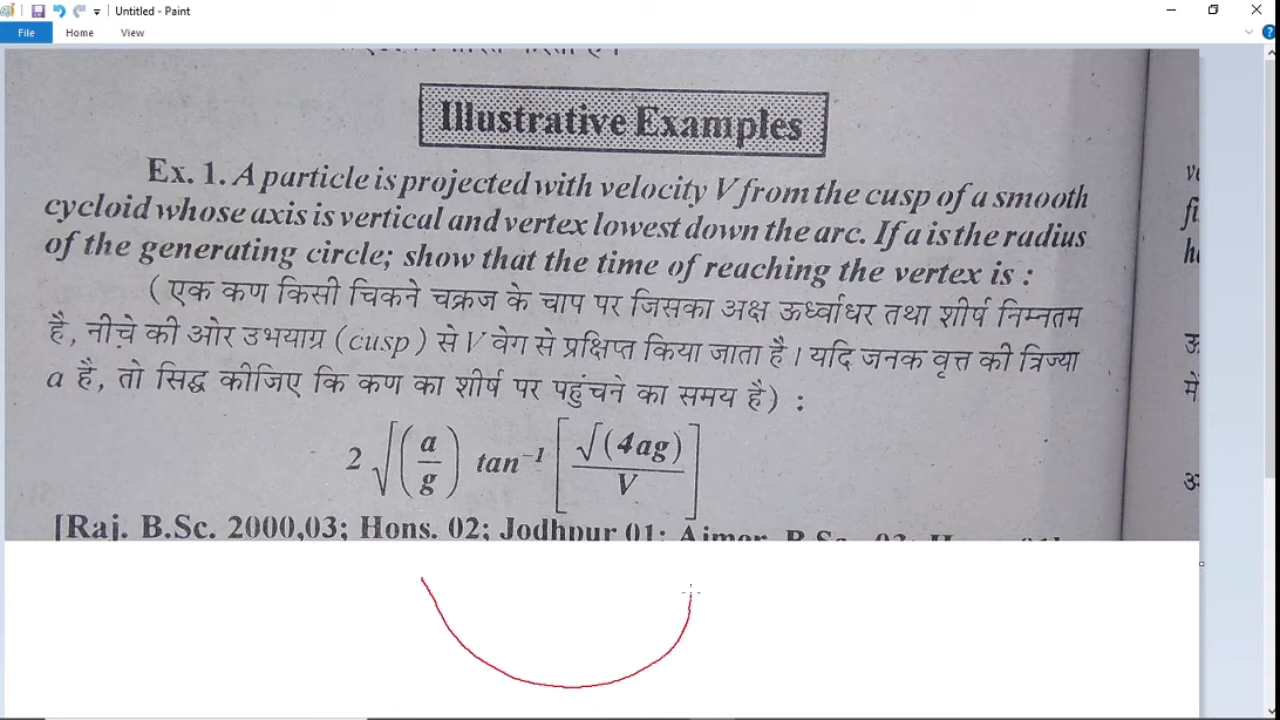 Untitled - Paint
File Home View
Illustrative Examples
Ex. 1. A particle is projected with velocity V from the cusp of a smooth
cycloid whose axis is vertical and vertex lowest down the arc. If a is the radius
of the generating circle; show that the time of reaching the vertex is :
( एक कण किसी चिकने चक्रज के चाप पर जिसका अक्ष ऊर्ध्वाधर तथा शीर्ष निम्नतम
है, नीचे की ओर उभयाग्र (cusp) से V वेग से प्रक्षिप्त किया जाता है। यदि जनक वृत्त की त्रिज्या
a है, तो सिद्ध कीजिए कि कण का शीर्ष पर पहुंचने का समय है) :
2 √(a/g) tan⁻¹ [√(4ag)/V]
[Raj. B.Sc. 2000,03; Hons. 02; Jodhpur 01;